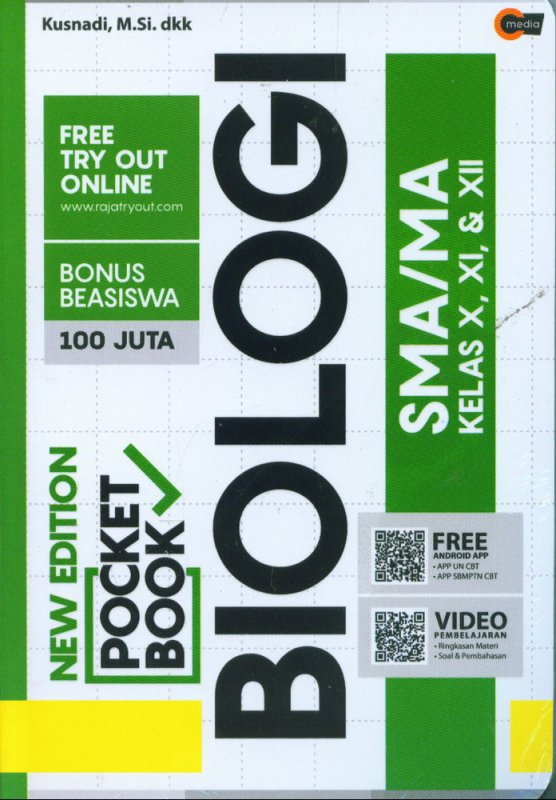 Kusnadi, M.Si. dkk
C media
FREE
TRY OUT
ONLINE
www.rajatryout.com
BONUS
BEASISWA
100 JUTA
BIOLOGI
SMA/MA
KELAS X, XI, & XII
NEW EDITION
POCKET
BOOK
FREE
ANDROID APP
• APP UN CBT
• APP SBMPTN CBT
VIDEO
PEMBELAJARAN
• Ringkasan Materi
• Soal & Pembahasan